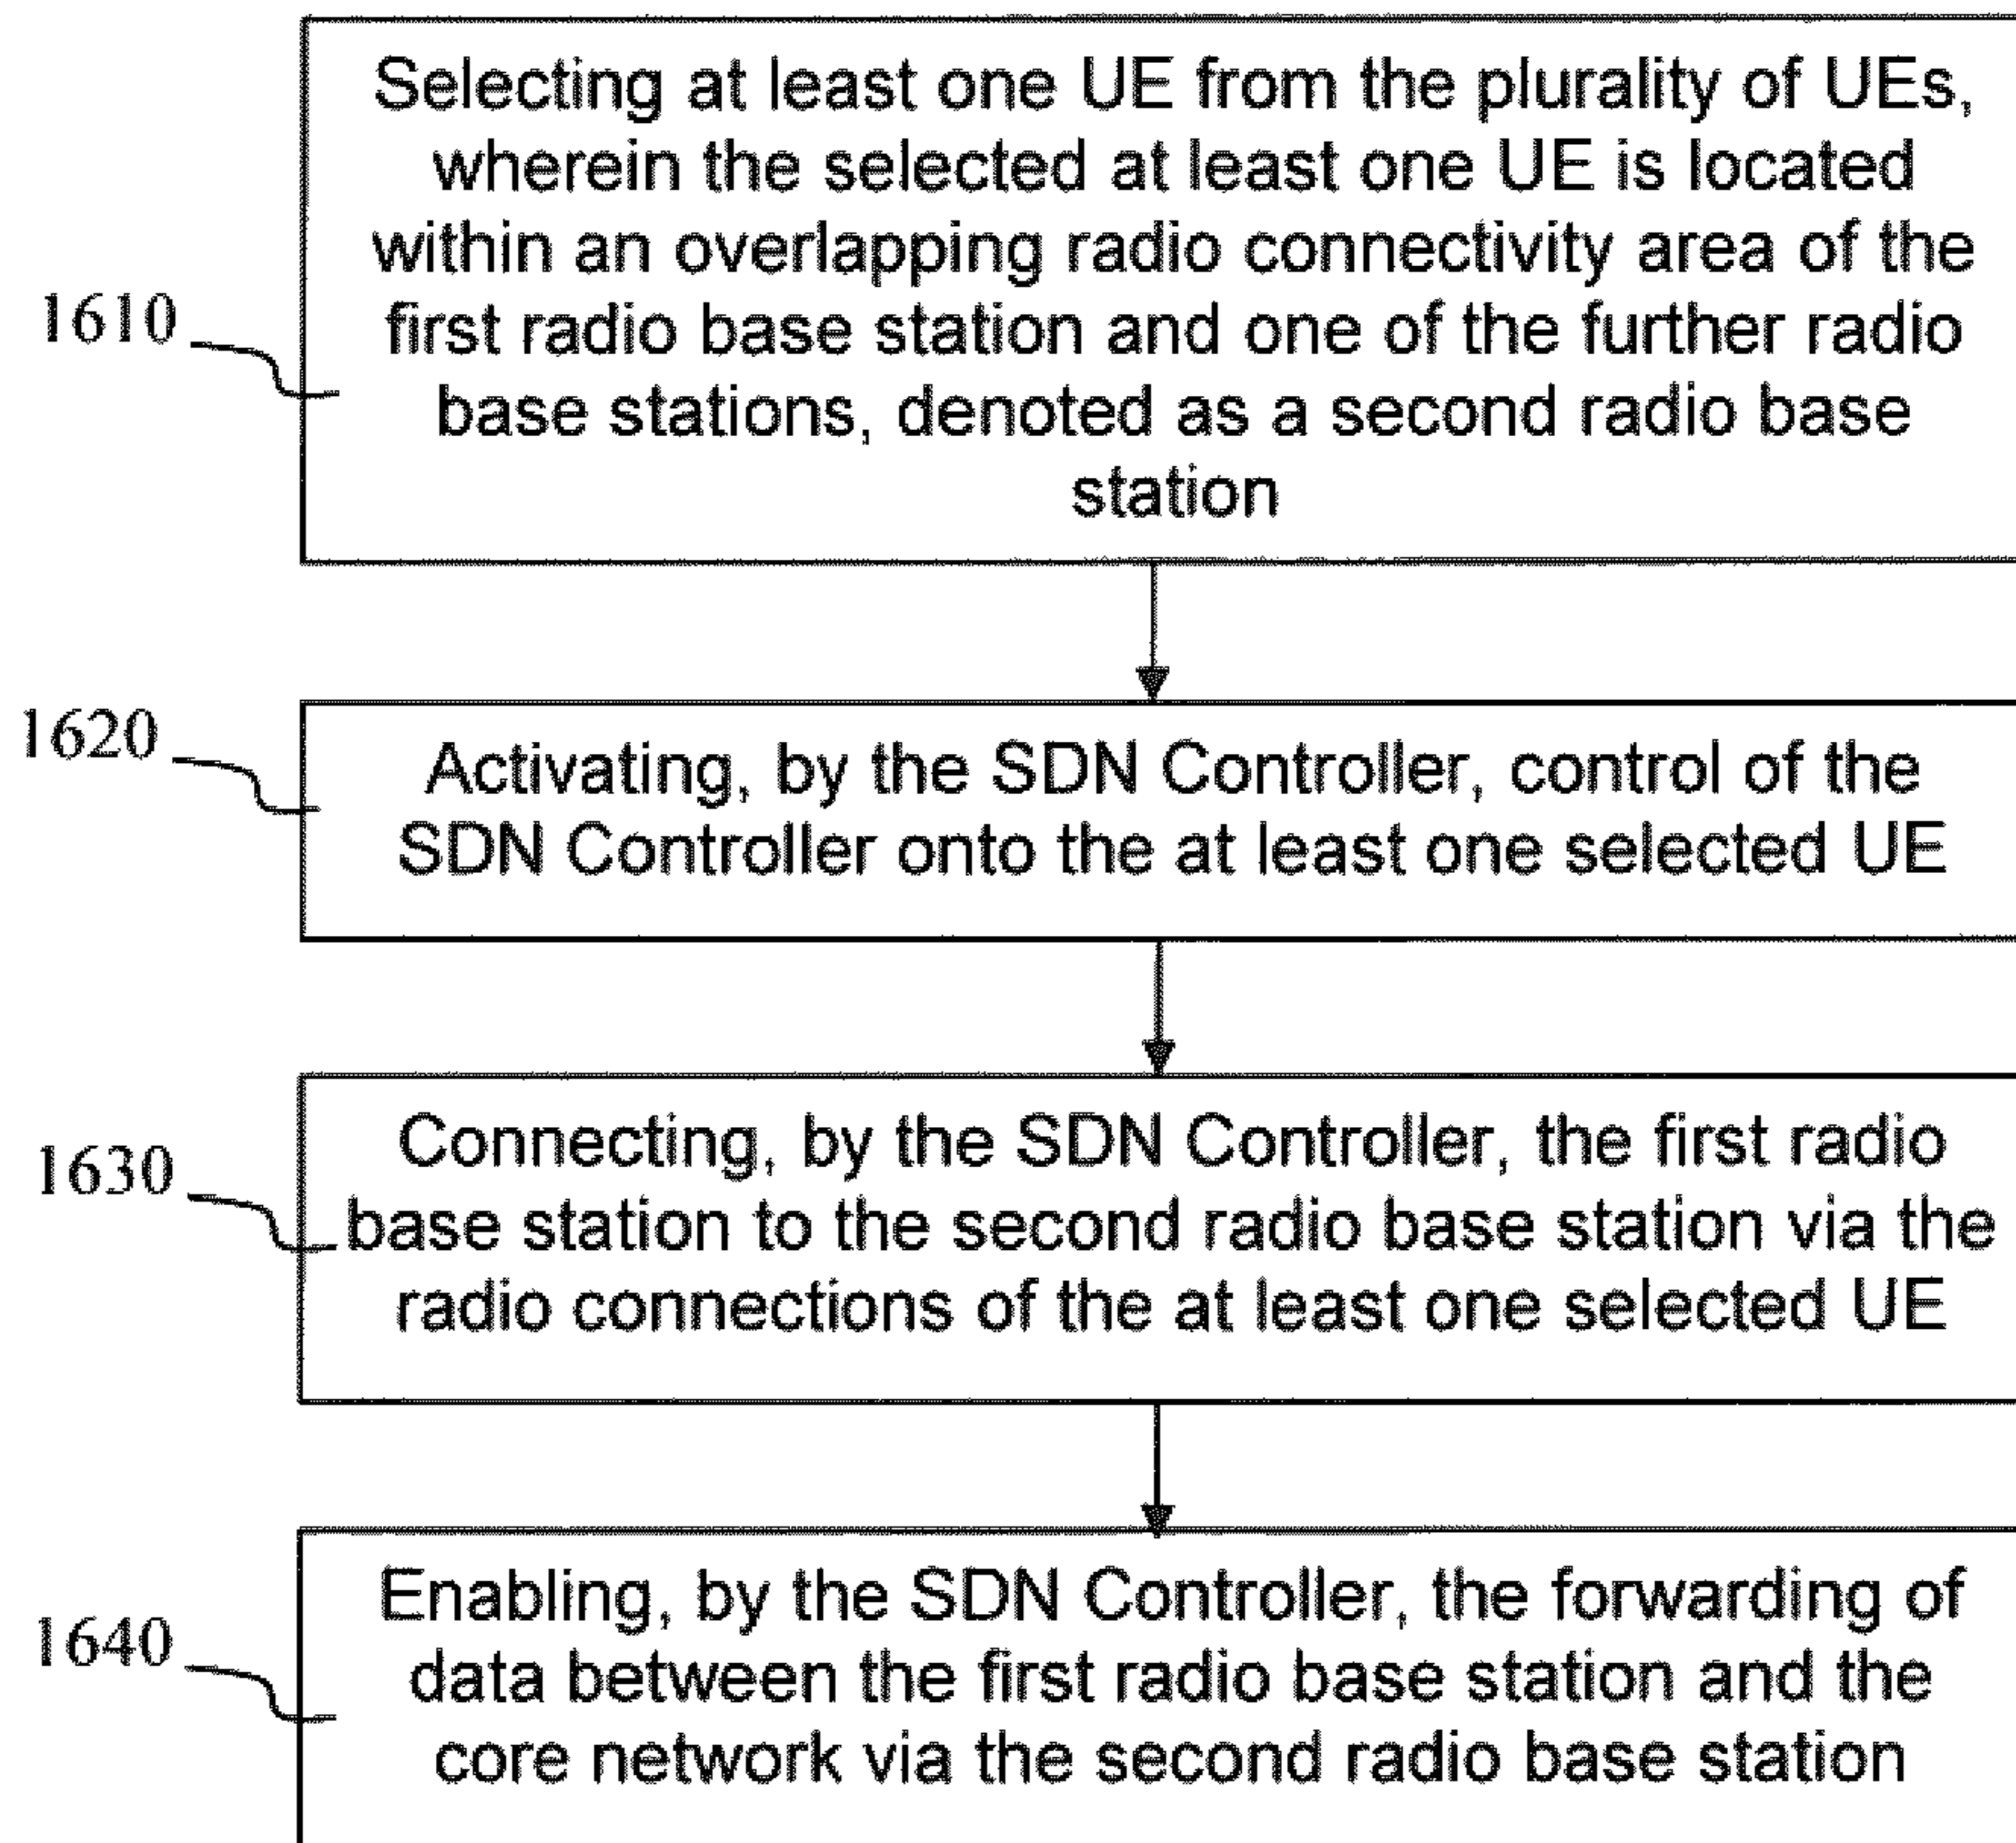 Selecting at least one UE from the plurality of UEs,
wherein the selected at least one UE is located
within an overlapping radio connectivity area of the
first radio base station and one of the further radio
base stations, denoted as a second radio base
station
1610
1620
Activating, by the SDN Controller, control of the
SDN Controller onto the at least one selected UE
1630
Connecting, by the SDN Controller, the first radio
base station to the second radio base station via the
radio connections of the at least one selected UE
1640
Enabling, by the SDN Controller, the forwarding of
data between the first radio base station and the
core network via the second radio base station